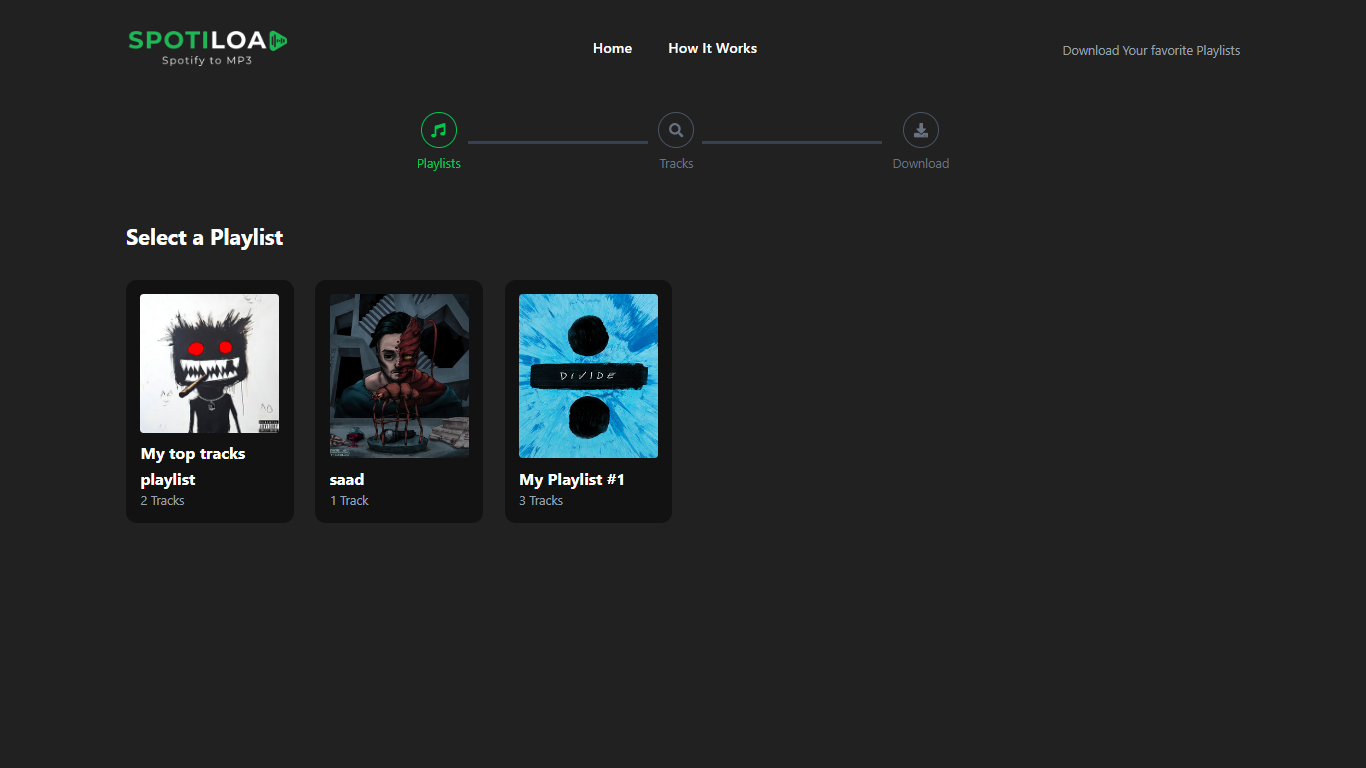 SPOTILOAD
Spotify to MP3
Home
How It Works
Download Your favorite Playlists
Playlists
Tracks
Download
Select a Playlist
DIVIDE
My top tracks
playlist
2 Tracks
saad
1 Track
My Playlist #1
3 Tracks